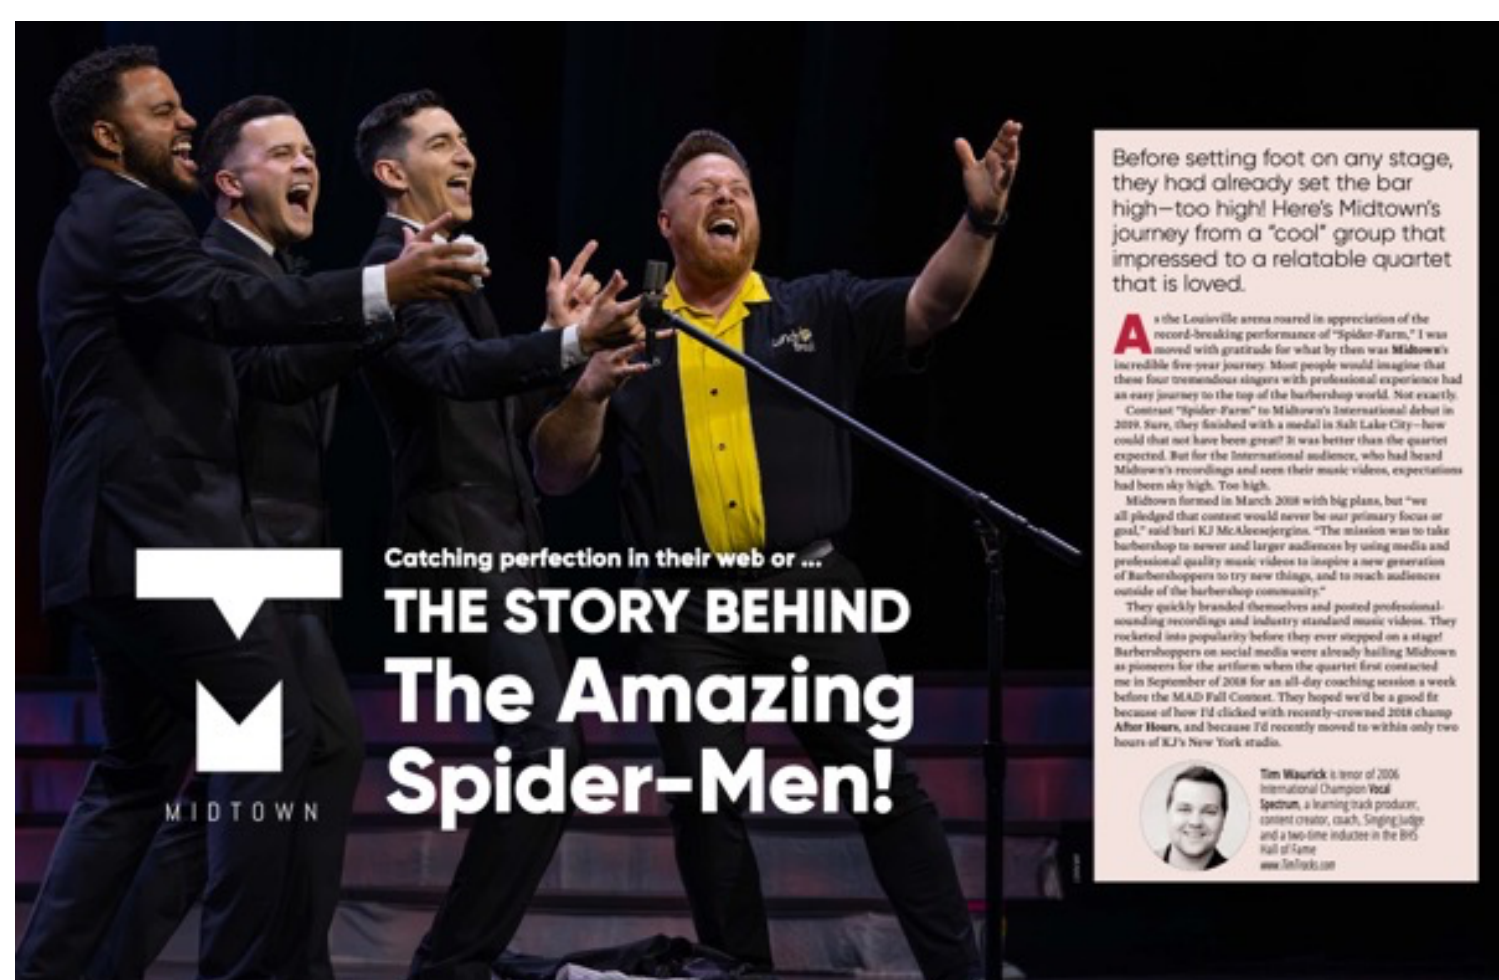 Catching perfection in their web or ...
THE STORY BEHIND
The Amazing
Spider-Men!
MIDTOWN
Before setting foot on any stage,
they had already set the bar
high—too high! Here's Midtown's
journey from a "cool" group that
impressed to a relatable quartet
that is loved.
As the Louisville arena roared in appreciation of the
record-breaking performance of "Spider-Farm," I was
moved with gratitude for what by then was Midtown's
incredible five-year journey. Most people would imagine that
these four tremendous singers with professional experience had
an easy journey to the top of the barbershop world. Not exactly.
Contrast "Spider-Farm" to Midtown's International debut in
2019. Sure, they finished with a medal in Salt Lake City—how
could that not have been great? It was better than the quartet
expected. But for the International audience, who had heard
Midtown's recordings and seen their music videos, expectations
had been sky high. Too high.
Midtown formed in March 2018 with big plans, but "we
all pledged that contest would never be our primary focus or
goal," said bari KJ McAleesejergins. "The mission was to take
barbershop to newer and larger audiences by using media and
professional quality music videos to inspire a new generation
of Barbershoppers to try new things, and to reach audiences
outside of the barbershop community."
They quickly branded themselves and posted professional-
sounding recordings and industry standard music videos. They
rocketed into popularity before they ever stepped on a stage!
Barbershoppers on social media were already hailing Midtown
as pioneers for the artform when the quartet first contacted
me in September of 2018 for an all-day coaching session a week
before the MAD Fall Contest. They hoped we'd be a good fit
because of how I'd clicked with recently-crowned 2018 champ
After Hours, and because I'd recently moved to within only two
hours of KJ's New York studio.
Tim Waurick is tenor of 2006
International Champion Vocal
Spectrum, a learning track producer,
content creator, coach, Singing Judge
and a two-time inductee in the BHS
Hall of Fame
www.TimTracks.com